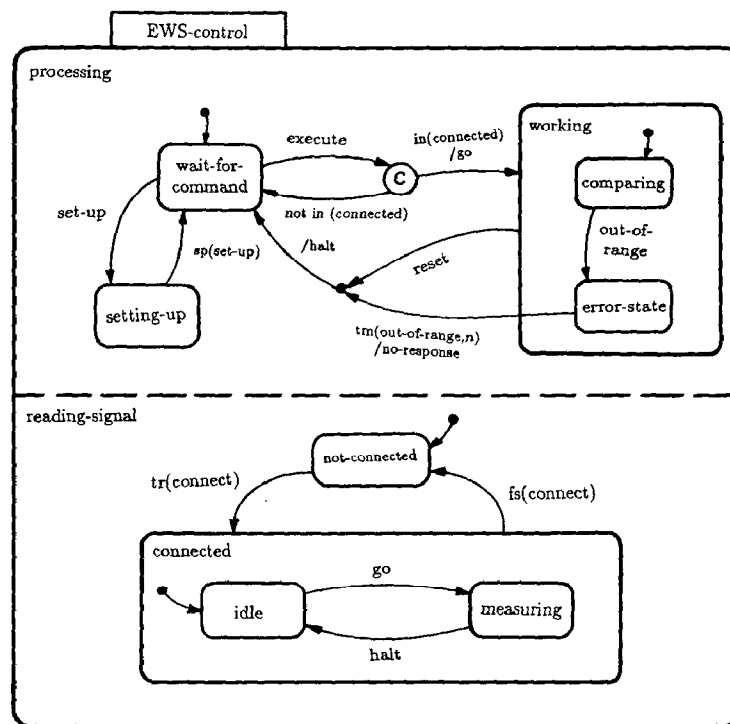 EWS-control
processing
execute
in(connected)
/go
working
wait-for-
command
C
comparing
not in (connected)
set-up
out-of-
range
/halt
sp(set-up)
reset
setting-up
error-state
tm(out-of-range,n)
/no-response
reading-signal
not-connected
tr(connect)
fs(connect)
connected
go
idle
measuring
halt